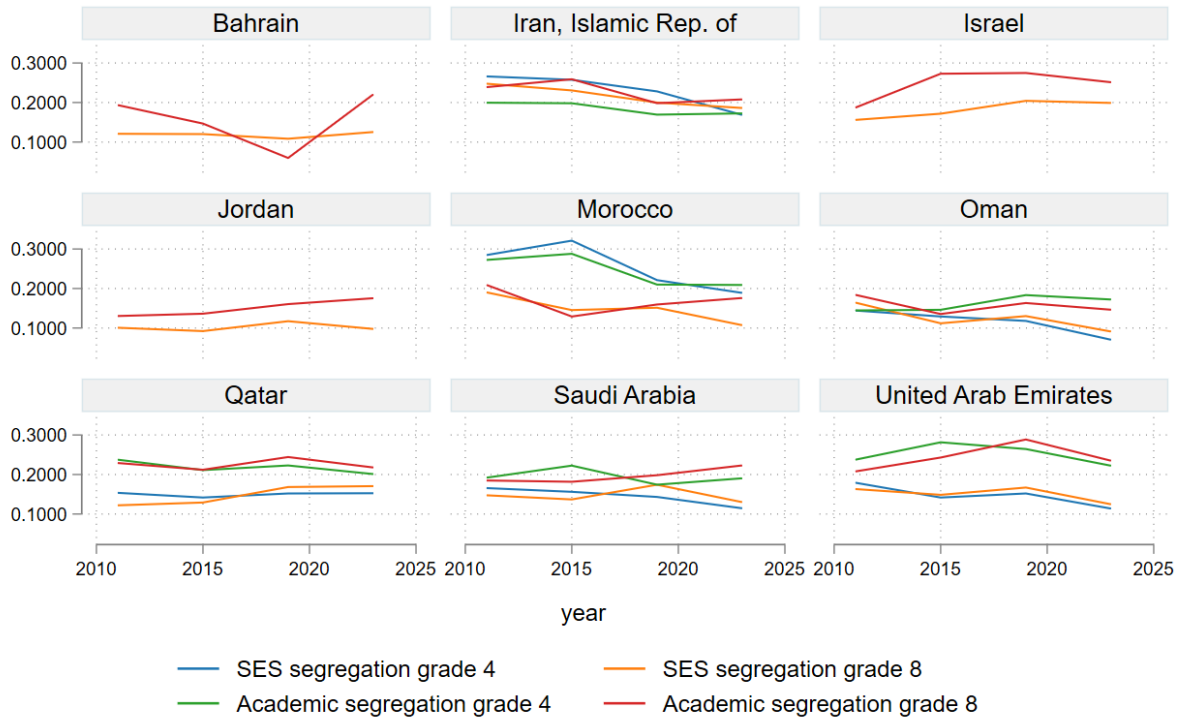 Bahrain Iran, Islamic Rep. of Israel
0.3000
0.2000
0.1000
Jordan Morocco Oman
0.3000
0.2000
0.1000
Qatar Saudi Arabia United Arab Emirates
0.3000
0.2000
0.1000
2010 2015 2020 2025 2010 2015 2020 2025 2010 2015 2020 2025
year
SES segregation grade 4 SES segregation grade 8
Academic segregation grade 4 Academic segregation grade 8